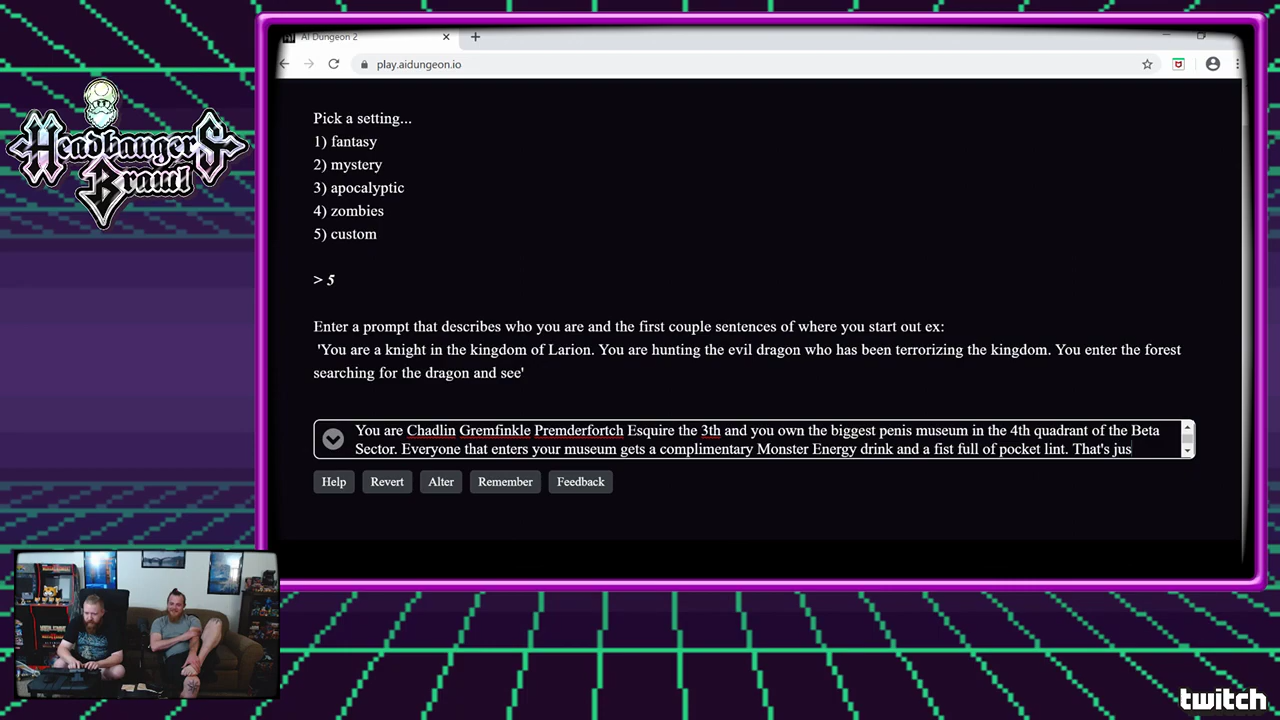 AI Dungeon 2
play.aidungeon.io
HeadbangerS
Brawl
Pick a setting...
1) fantasy
2) mystery
3) apocalyptic
4) zombies
5) custom
> 5
Enter a prompt that describes who you are and the first couple sentences of where you start out ex:
'You are a knight in the kingdom of Larion. You are hunting the evil dragon who has been terrorizing the kingdom. You enter the forest
searching for the dragon and see'
You are Chadlin Gremfinkle Premderfortch Esquire the 3th and you own the biggest penis museum in the 4th quadrant of the Beta
Sector. Everyone that enters your museum gets a complimentary Monster Energy drink and a fist full of pocket lint. That's jus
Help Revert Alter Remember Feedback
twitch